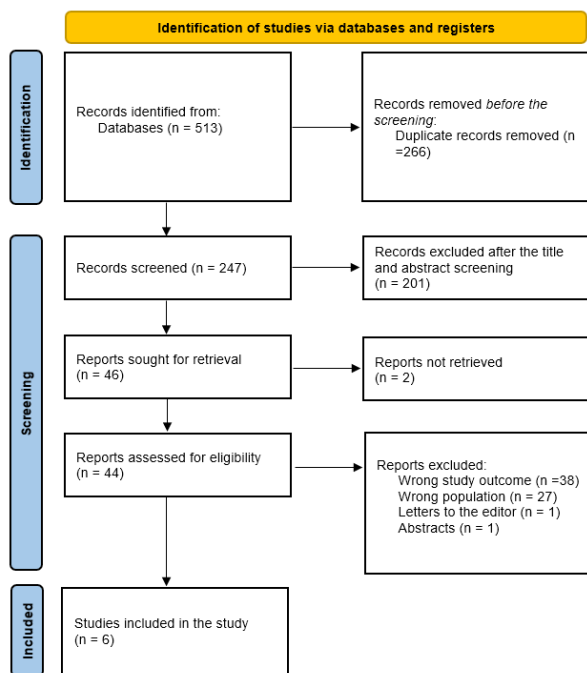 Identification of studies via databases and registers
Identification
Records identified from:
Databases (n = 513)
Records removed before the
screening:
Duplicate records removed (n
=266)
Screening
Records screened (n = 247)
Records excluded after the title
and abstract screening
(n = 201)
Reports sought for retrieval
(n = 46)
Reports not retrieved
(n = 2)
Reports assessed for eligibility
(n = 44)
Reports excluded:
Wrong study outcome (n =38)
Wrong population (n = 27)
Letters to the editor (n = 1)
Abstracts (n = 1)
Included
Studies included in the study
(n = 6)